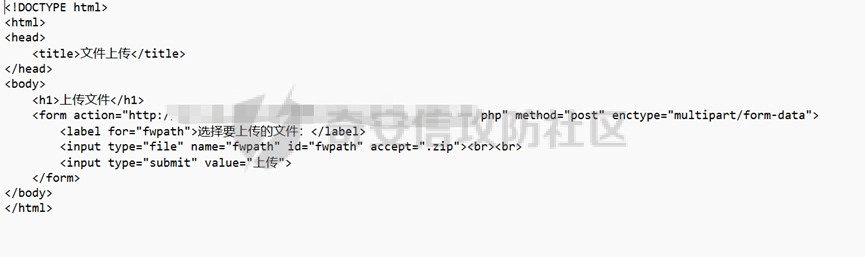 <!DOCTYPE html>
<html>
<head>
    <title>文件上传</title>
</head>
<body>
    <h1>上传文件</h1>
    <form action="http:/ php" method="post" enctype="multipart/form-data">
        <label for="fwpath">选择要上传的文件：</label>
        <input type="file" name="fwpath" id="fwpath" accept=".zip"><br><br>
        <input type="submit" value="上传">
    </form>
</body>
</html>
奇安信攻防社区